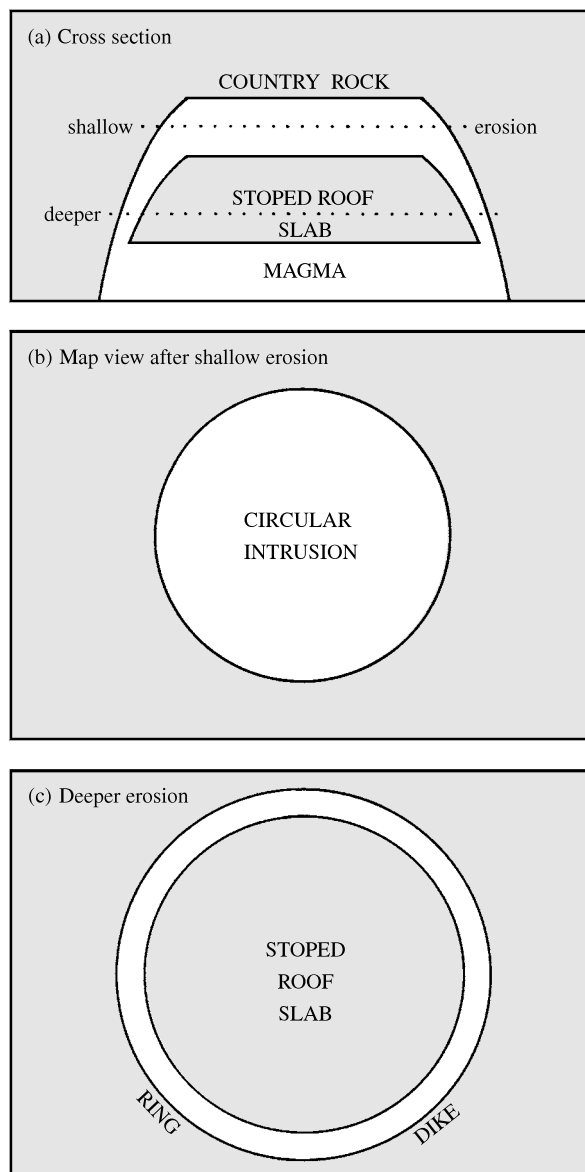 (a) Cross section
COUNTRY ROCK
shallow
erosion
STOPED ROOF
deeper
SLAB
MAGMA
(b) Map view after shallow erosion
CIRCULAR
INTRUSION
(c) Deeper erosion
STOPED
ROOF
SLAB
RING
DIKE